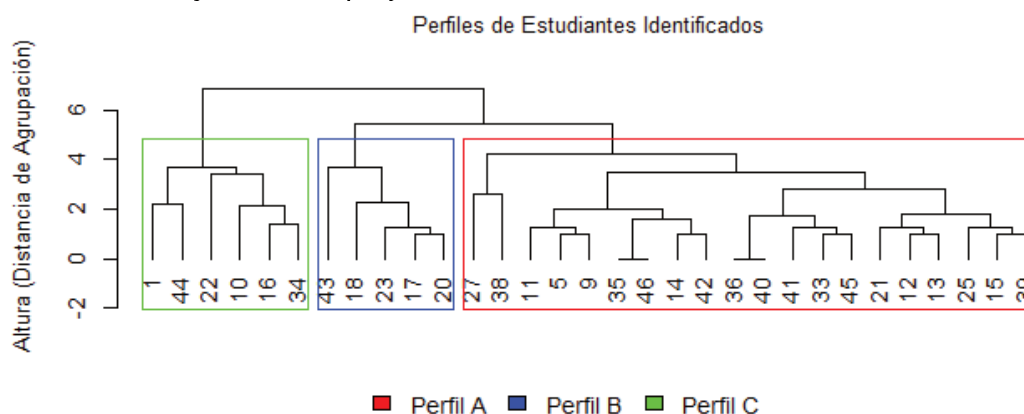 Perfiles de Estudiantes Identificados
Altura (Distancia de Agrupación)
6
4
2
0
-2
1 44 22 10 16 34 43 18 23 17 20 27 38 11 5 9 35 46 14 42 36 40 41 33 45 21 12 13 25 15
Perfil A Perfil B Perfil C